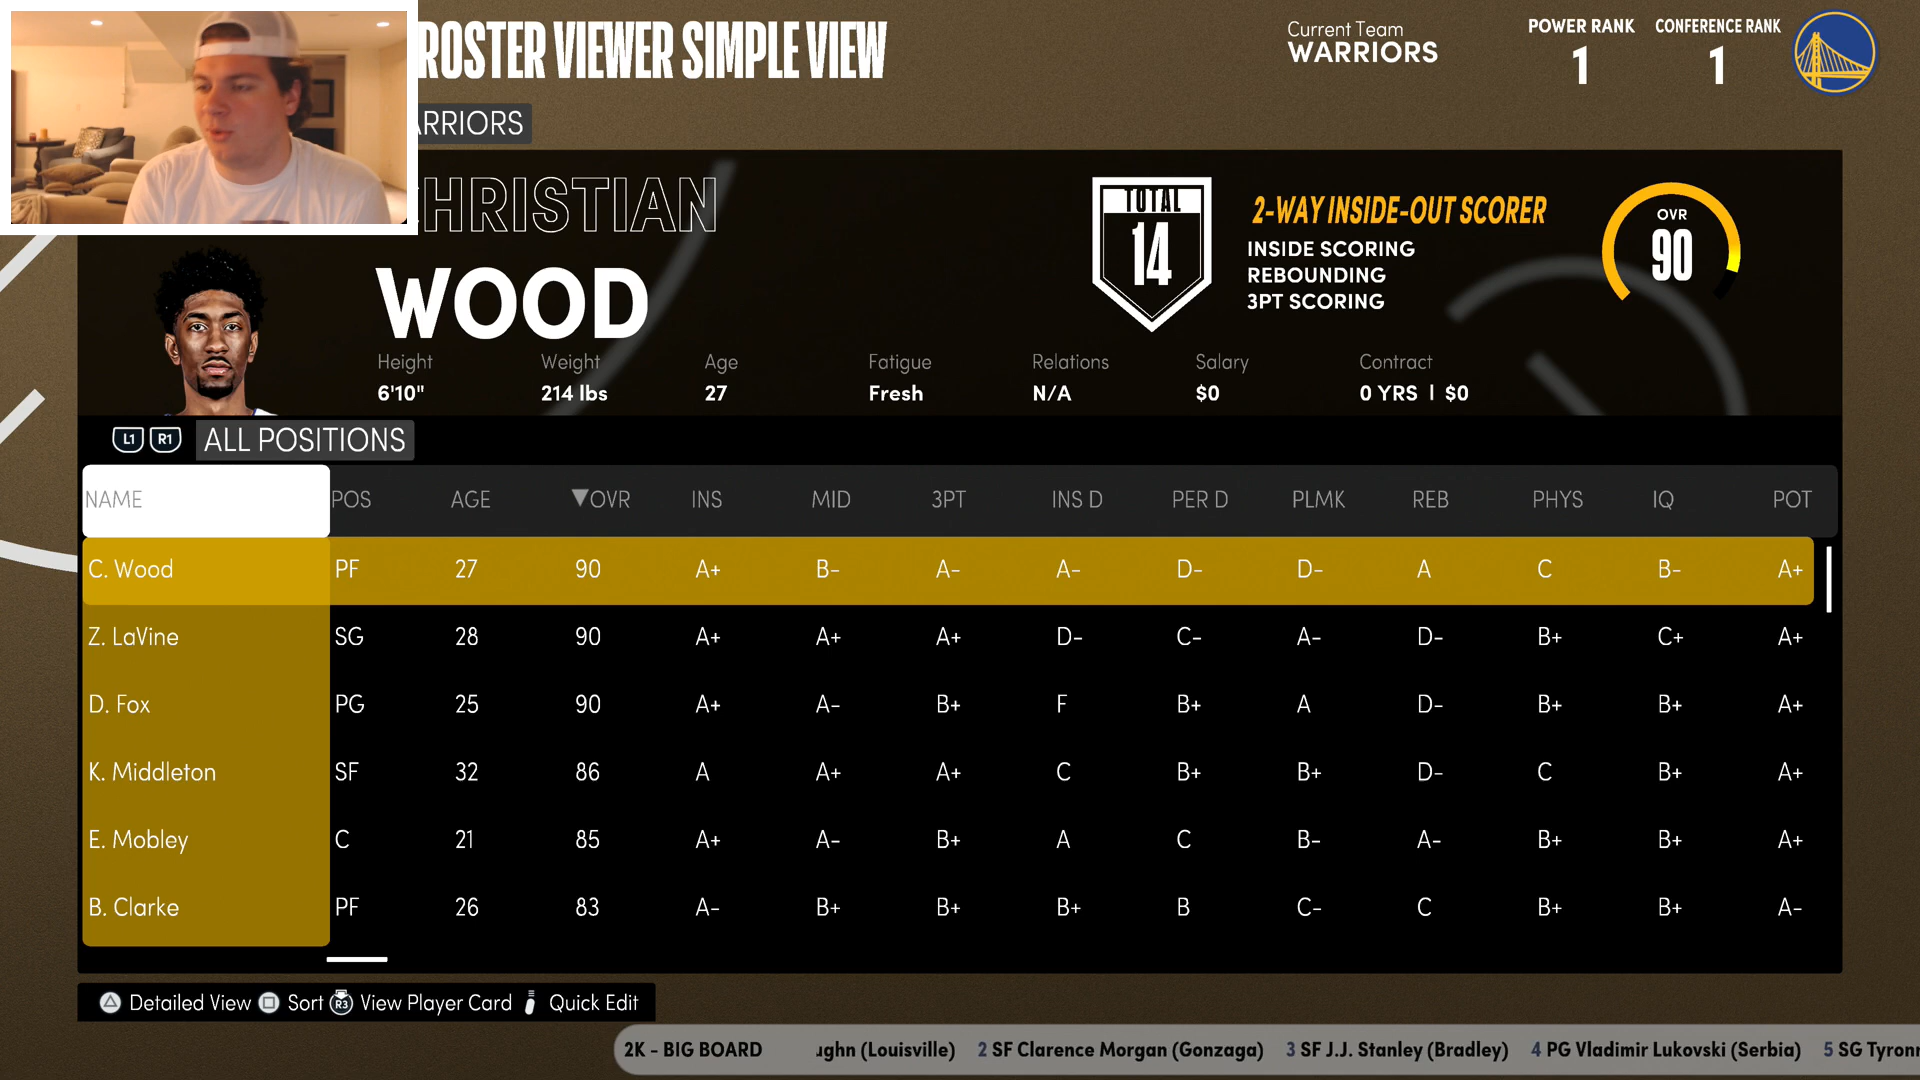 ROSTER VIEWER SIMPLE VIEW
Current Team
WARRIORS
POWER RANK
1
CONFERENCE RANK
1
ARRIORS
CHRISTIAN
WOOD
TOTAL
14
2-WAY INSIDE-OUT SCORER
INSIDE SCORING
REBOUNDING
3PT SCORING
OVR
90
Height Weight Age Fatigue Relations Salary Contract
6'10" 214 lbs 27 Fresh N/A $0 0 YRS | $0
L1 R1 ALL POSITIONS
NAME POS AGE ▼OVR INS MID 3PT INS D PER D PLMK REB PHYS IQ POT
C. Wood PF 27 90 A+ B- A- A- D- D- A C B- A+
Z. LaVine SG 28 90 A+ A+ A+ D- C- A- D- B+ C+ A+
D. Fox PG 25 90 A+ A- B+ F B+ A D- B+ B+ A+
K. Middleton SF 32 86 A A+ A+ C B+ B+ D- C B+ A+
E. Mobley C 21 85 A+ A- B+ A C B- A- B+ B+ A+
B. Clarke PF 26 83 A- B+ B+ B+ B C- C B+ B+ A-
Detailed View Sort R3 View Player Card Quick Edit
2K - BIG BOARD ughn (Louisville) 2 SF Clarence Morgan (Gonzaga) 3 SF J.J. Stanley (Bradley) 4 PG Vladimir Lukovski (Serbia) 5 SG Tyronn